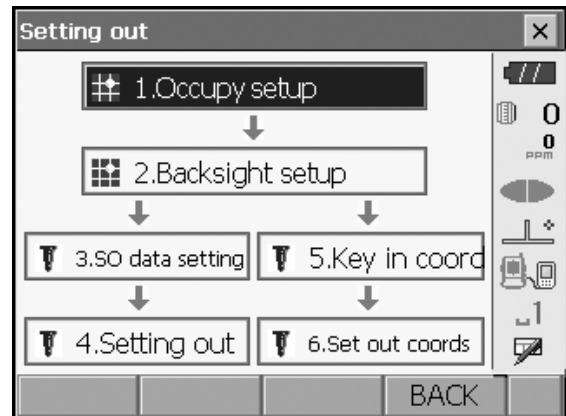 Setting out
1.Occupy setup
0
0
PPM
2.Backsight setup
3.SO data setting
5.Key in coord
4.Setting out
6.Set out coords
1
BACK